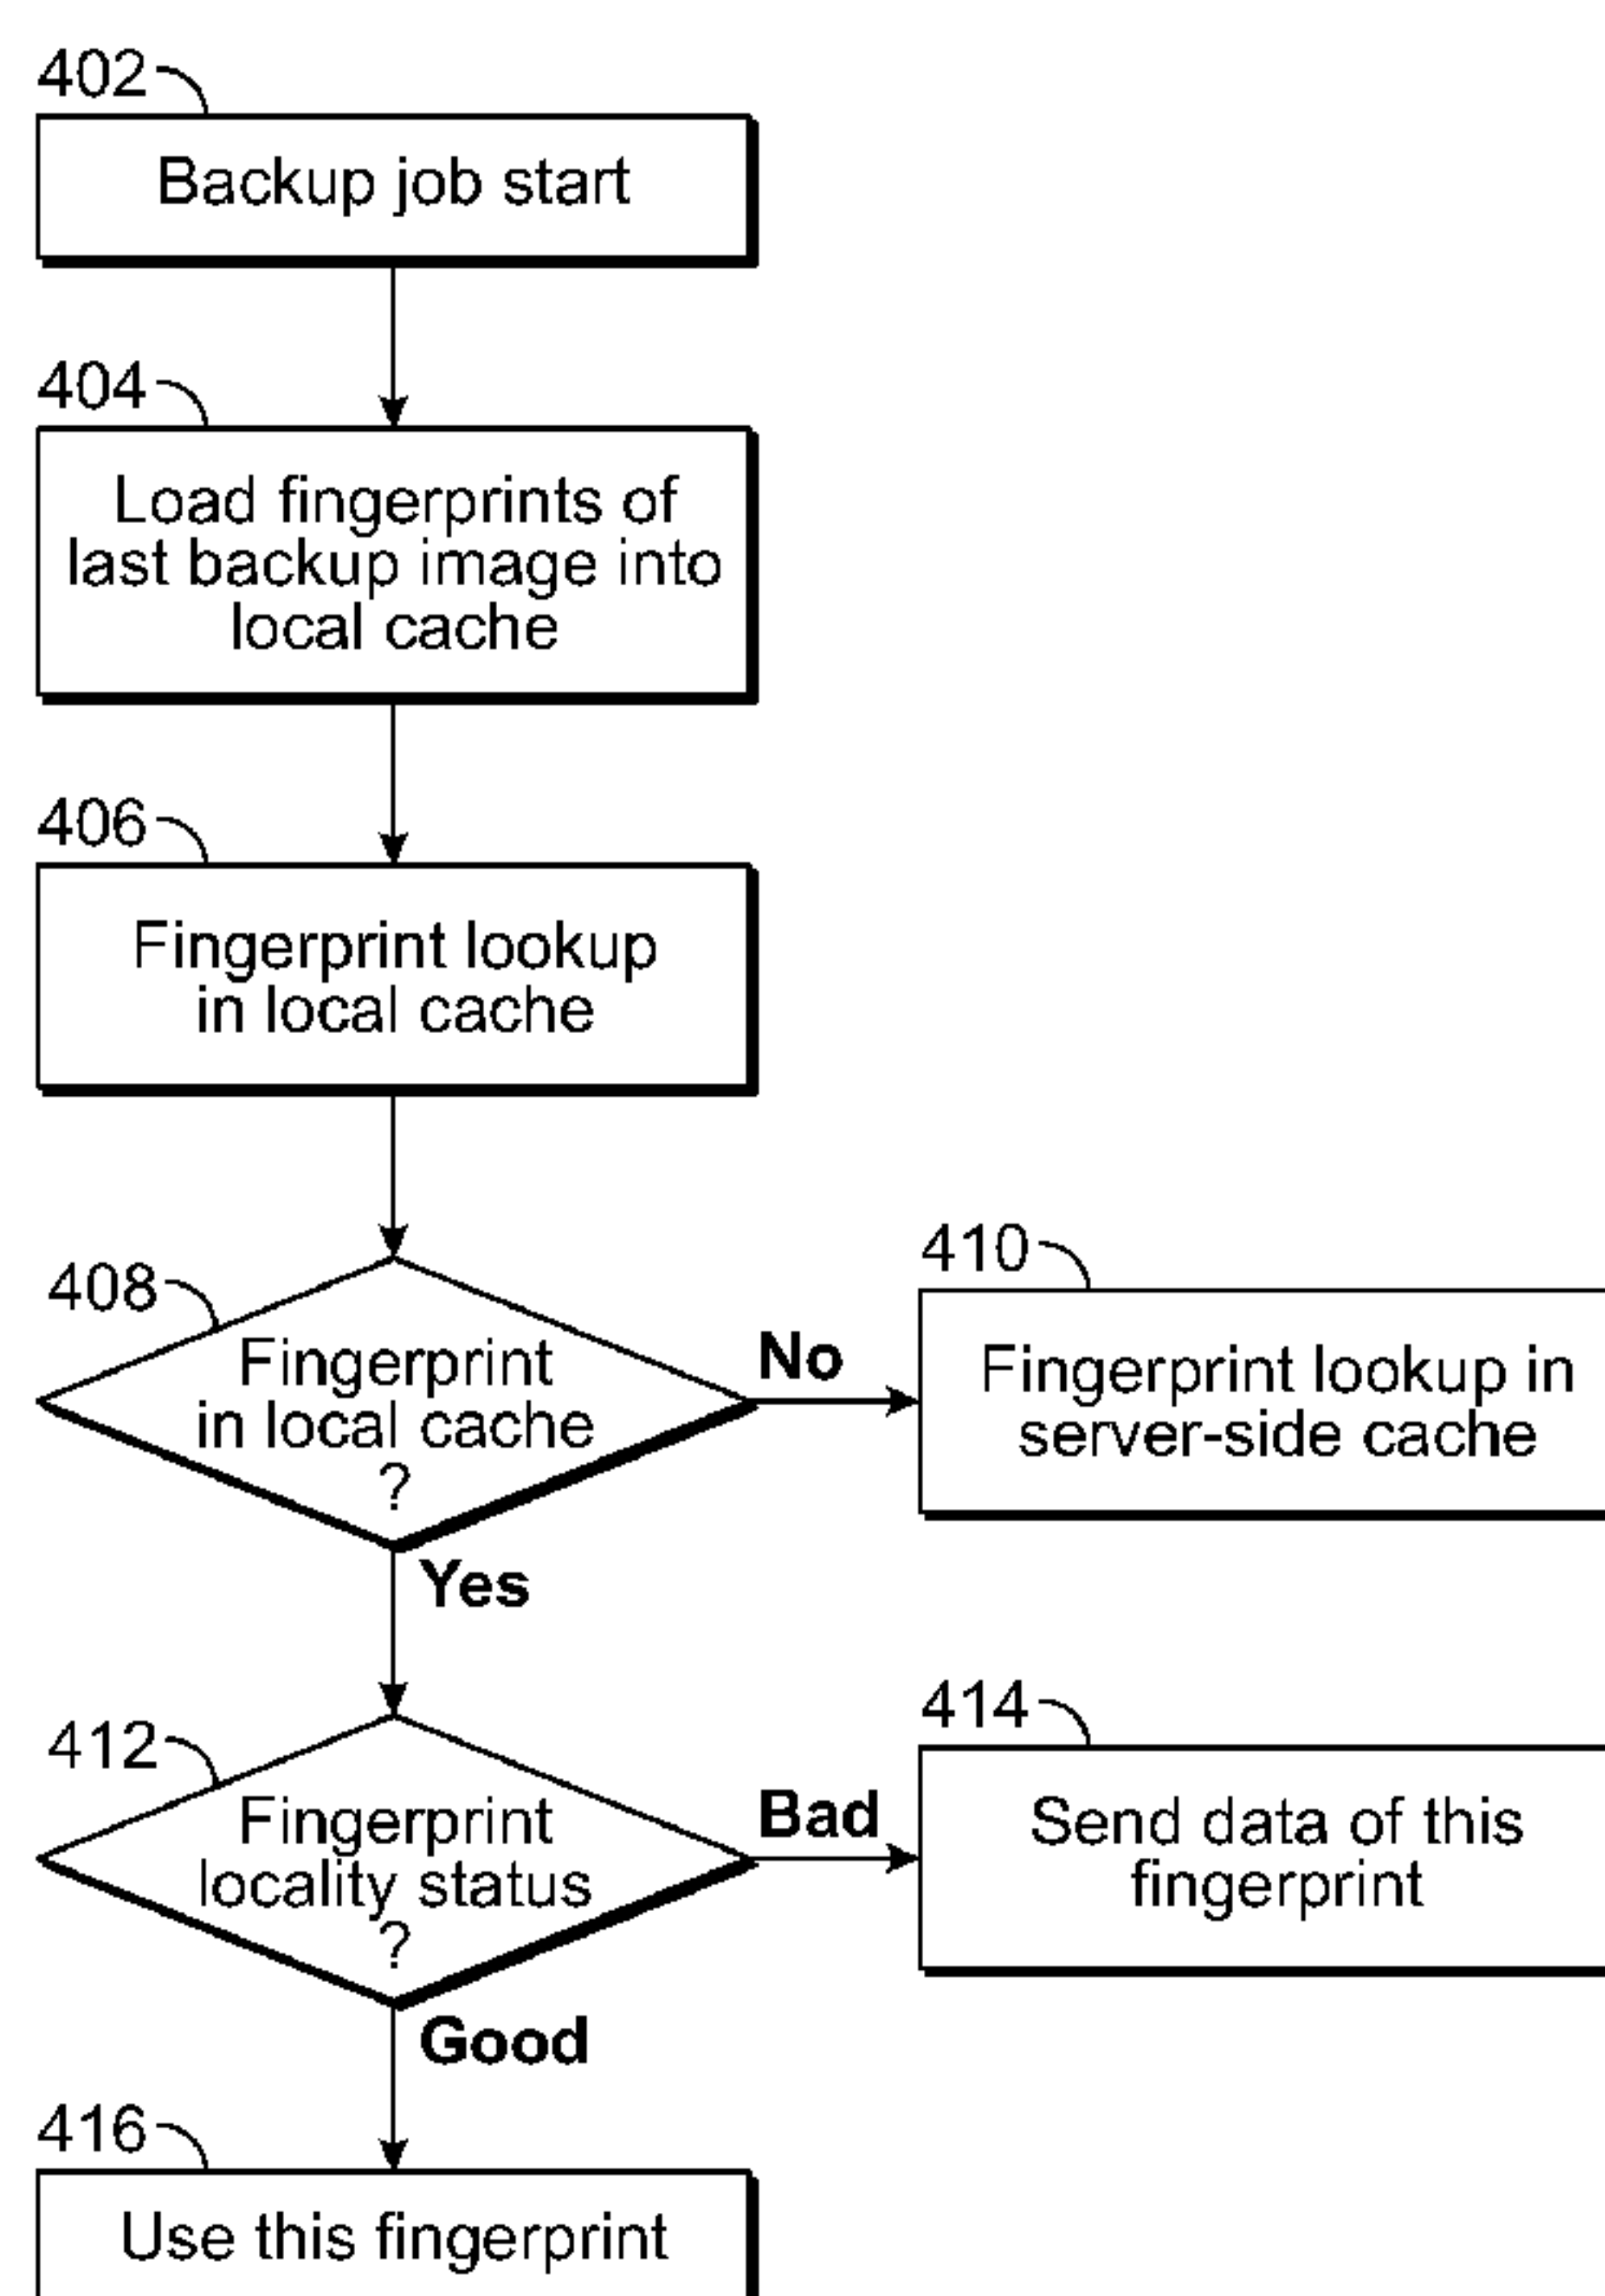 402
Backup job start
404
Load fingerprints of
last backup image into
local cache
406
Fingerprint lookup
in local cache
408
Fingerprint
in local cache
?
No
410
Fingerprint lookup in
server-side cache
Yes
412
Fingerprint
locality status
?
Bad
414
Send data of this
fingerprint
Good
416
Use this fingerprint